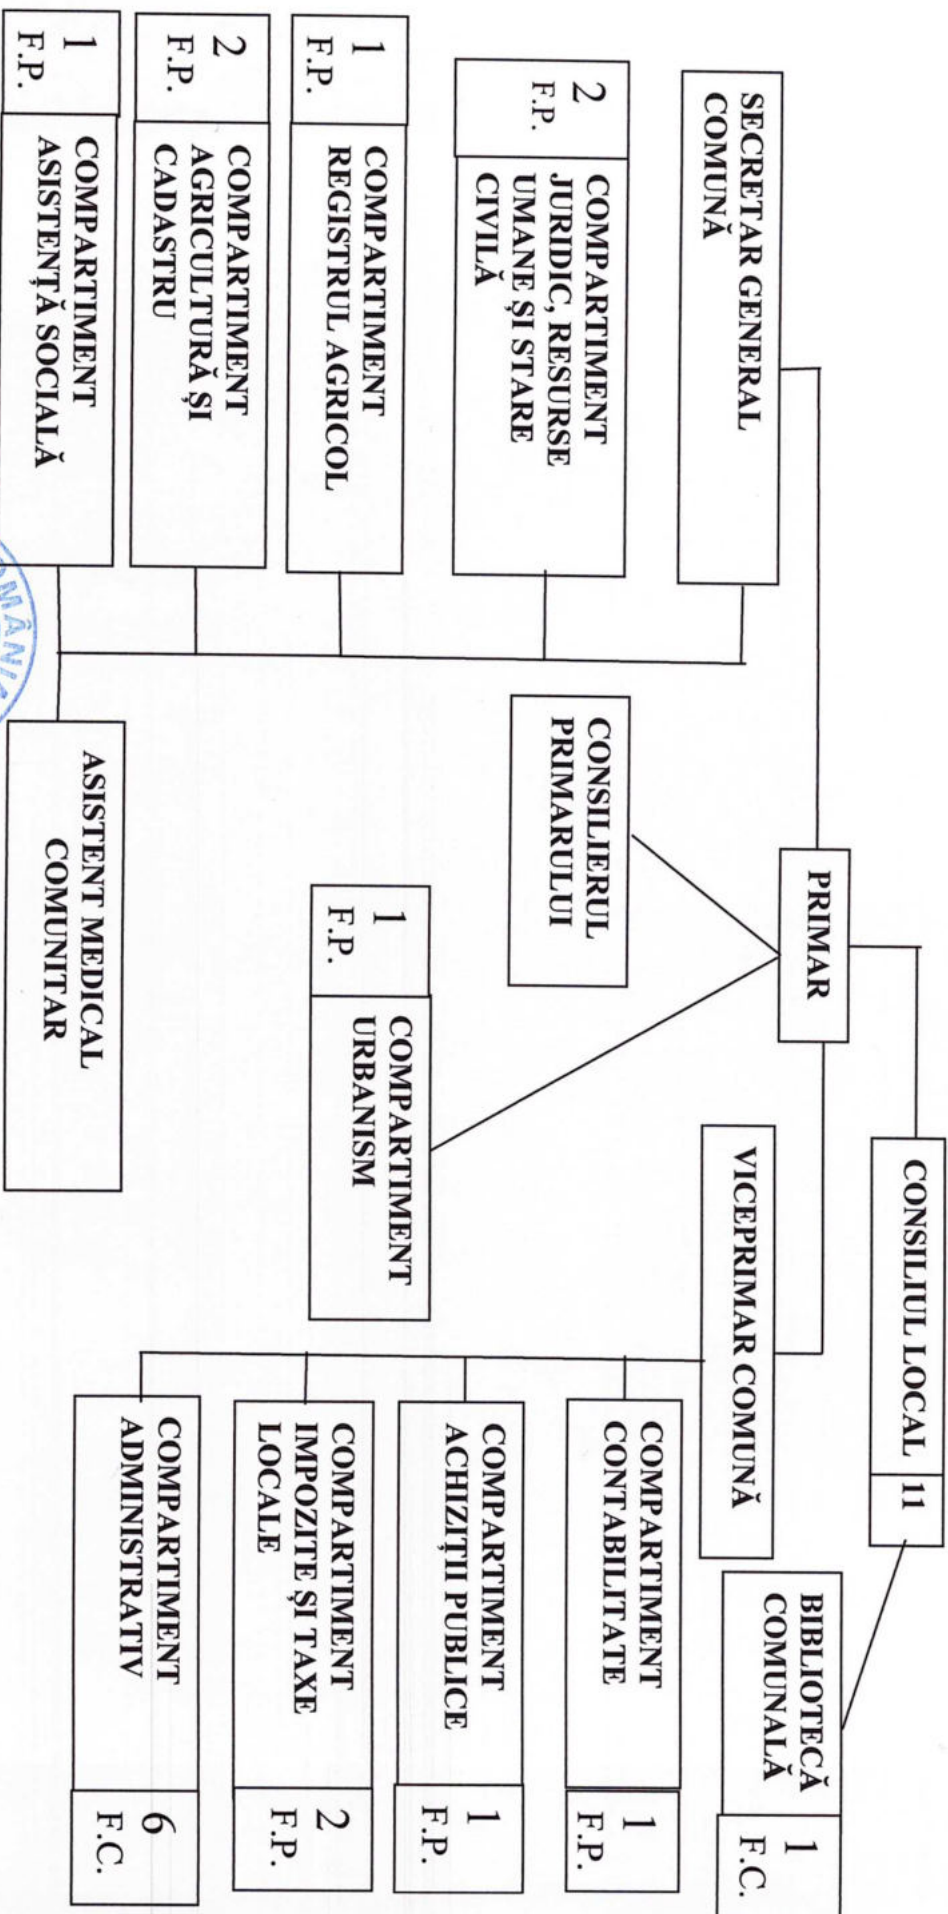 CONSILIUL LOCAL
11
PRIMAR
BIBLIOTECĂ
COMUNALĂ
1
F.C.
SECRETAR GENERAL
COMUNĂ
VICEPRIMAR COMUNĂ
CONSILIERUL
PRIMARULUI
2
F.P.
COMPARTIMENT
JURIDIC, RESURSE
UMANE ȘI STARE
CIVILĂ
COMPARTIMENT
CONTABILITATE
1
F.P.
1
F.P.
COMPARTIMENT
REGISTRUL AGRICOL
1
F.P.
COMPARTIMENT
URBANISM
COMPARTIMENT
ACHIZIȚII PUBLICE
1
F.P.
2
F.P.
COMPARTIMENT
AGRICULTURĂ ȘI
CADASTRU
COMPARTIMENT
IMPOZITE ȘI TAXE
LOCALE
2
F.P.
1
F.P.
COMPARTIMENT
ASISTENȚĂ SOCIALĂ
ASISTENT MEDICAL
COMUNITAR
COMPARTIMENT
ADMINISTRATIV
6
F.C.